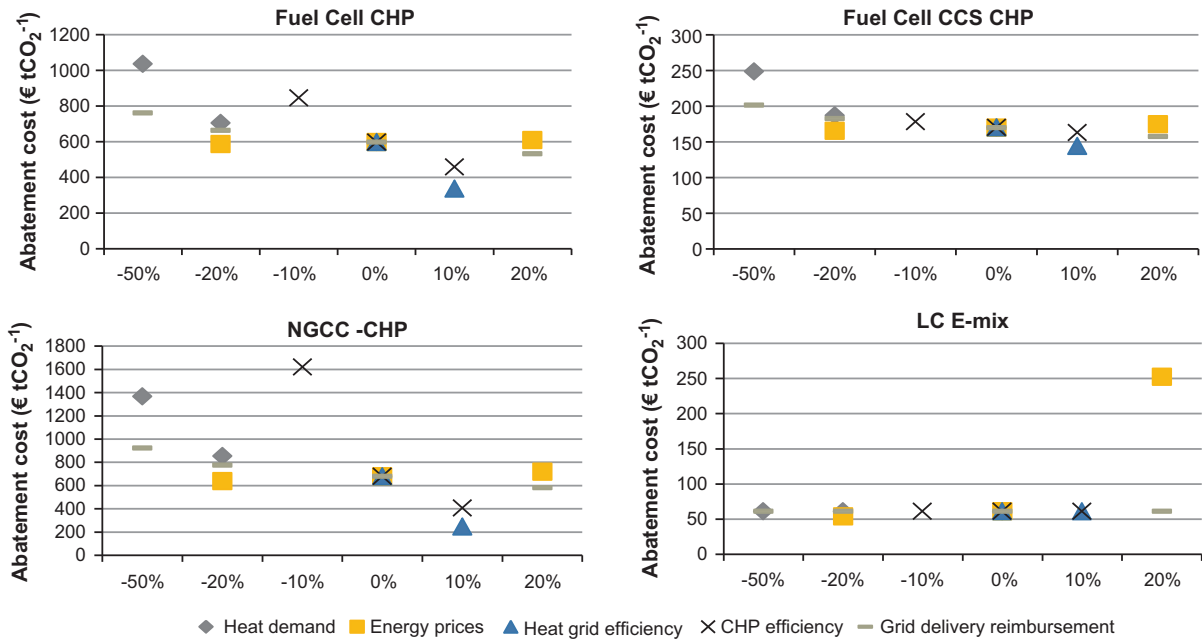 Fuel Cell CHP
Abatement cost (€ tCO₂⁻¹)
1200
1000
800
600
400
200
0
-50% -20% -10% 0% 10% 20%
Fuel Cell CCS CHP
Abatement cost (€ tCO₂⁻¹)
300
250
200
150
100
50
0
-50% -20% -10% 0% 10% 20%
NGCC -CHP
Abatement cost (€ tCO₂⁻¹)
1800
1600
1400
1200
1000
800
600
400
200
0
-50% -20% -10% 0% 10% 20%
LC E-mix
Abatement cost (€ tCO₂⁻¹)
300
250
200
150
100
50
0
-50% -20% -10% 0% 10% 20%
Heat demand Energy prices Heat grid efficiency CHP efficiency Grid delivery reimbursement